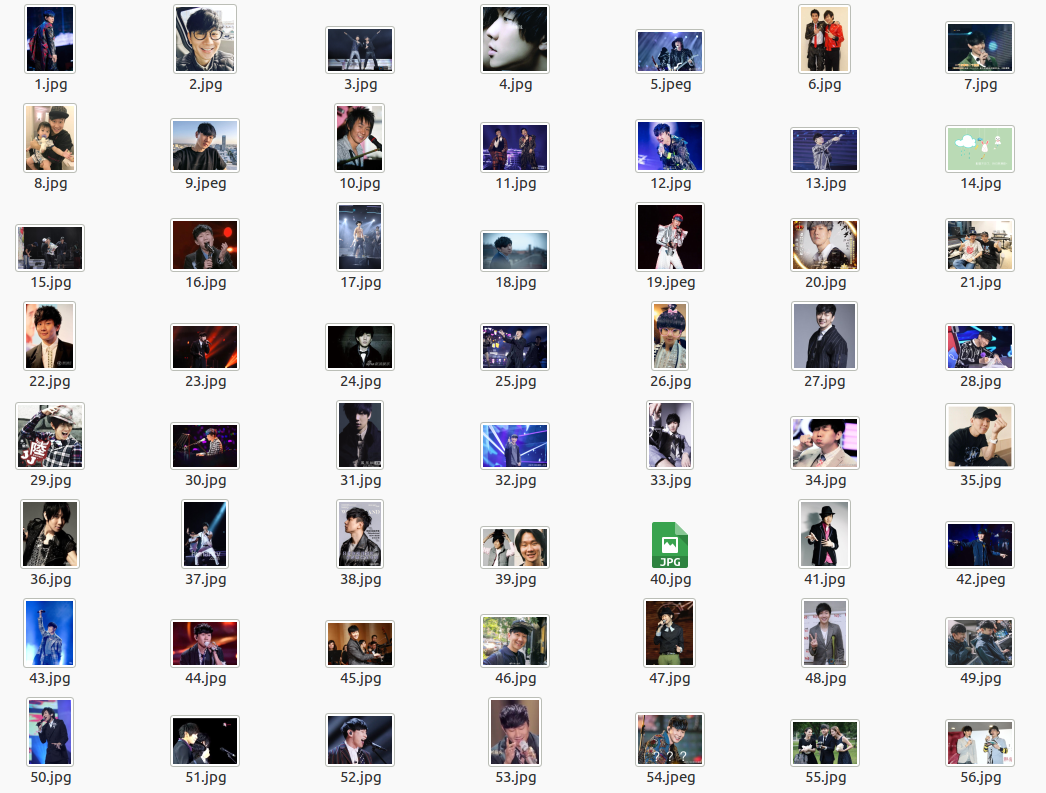 1.jpg 2.jpg 3.jpg 4.jpg 5.jpeg 6.jpg 7.jpg
8.jpg 9.jpeg 10.jpg 11.jpg 12.jpg 13.jpg 14.jpg
15.jpg 16.jpg 17.jpg 18.jpg 19.jpeg 20.jpg 21.jpg
22.jpg 23.jpg 24.jpg 25.jpg 26.jpg 27.jpg 28.jpg
陸
JJ
29.jpg 30.jpg 31.jpg 32.jpg 33.jpg 34.jpg 35.jpg
JPG
36.jpg 37.jpg 38.jpg 39.jpg 40.jpg 41.jpg 42.jpeg
43.jpg 44.jpg 45.jpg 46.jpg 47.jpg 48.jpg 49.jpg
? ? ?
50.jpg 51.jpg 52.jpg 53.jpg 54.jpeg 55.jpg 56.jpg